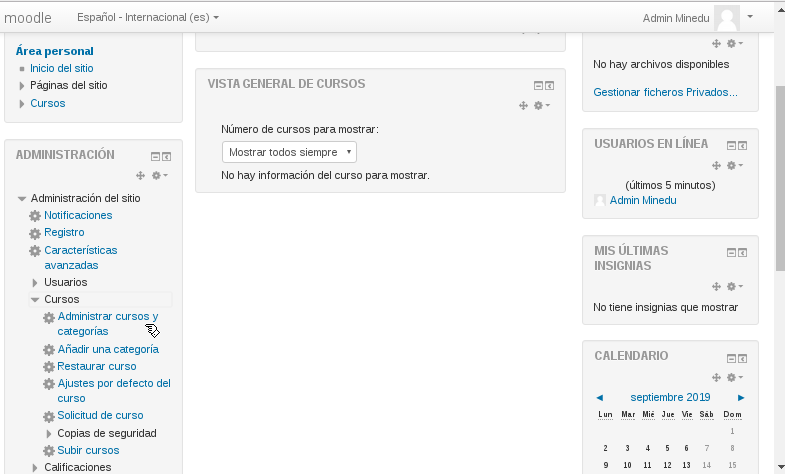 moodle
Español - Internacional (es)
Admin Minedu
Área personal
Inicio del sitio
Páginas del sitio
Cursos
ADMINISTRACIÓN
Administración del sitio
Notificaciones
Registro
Características
avanzadas
Usuarios
Cursos
Administrar cursos y
categorías
Añadir una categoría
Restaurar curso
Ajustes por defecto del
curso
Solicitud de curso
Copias de seguridad
Subir cursos
Calificaciones
VISTA GENERAL DE CURSOS
Número de cursos para mostrar:
Mostrar todos siempre
No hay información del curso para mostrar.
No hay archivos disponibles
Gestionar ficheros Privados...
USUARIOS EN LÍNEA
(últimos 5 minutos)
Admin Minedu
MIS ÚLTIMAS
INSIGNIAS
No tiene insignias que mostrar
CALENDARIO
◄ septiembre 2019 ►
Lun Mar Mié Jue Vie Sáb Dom
1
2 3 4 5 6 7 8
9 10 11 12 13 14 15